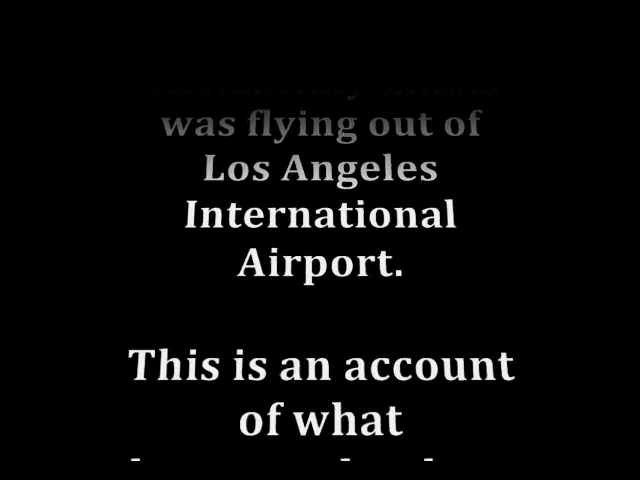 was flying out of
Los Angeles
International
Airport.
This is an account
of what